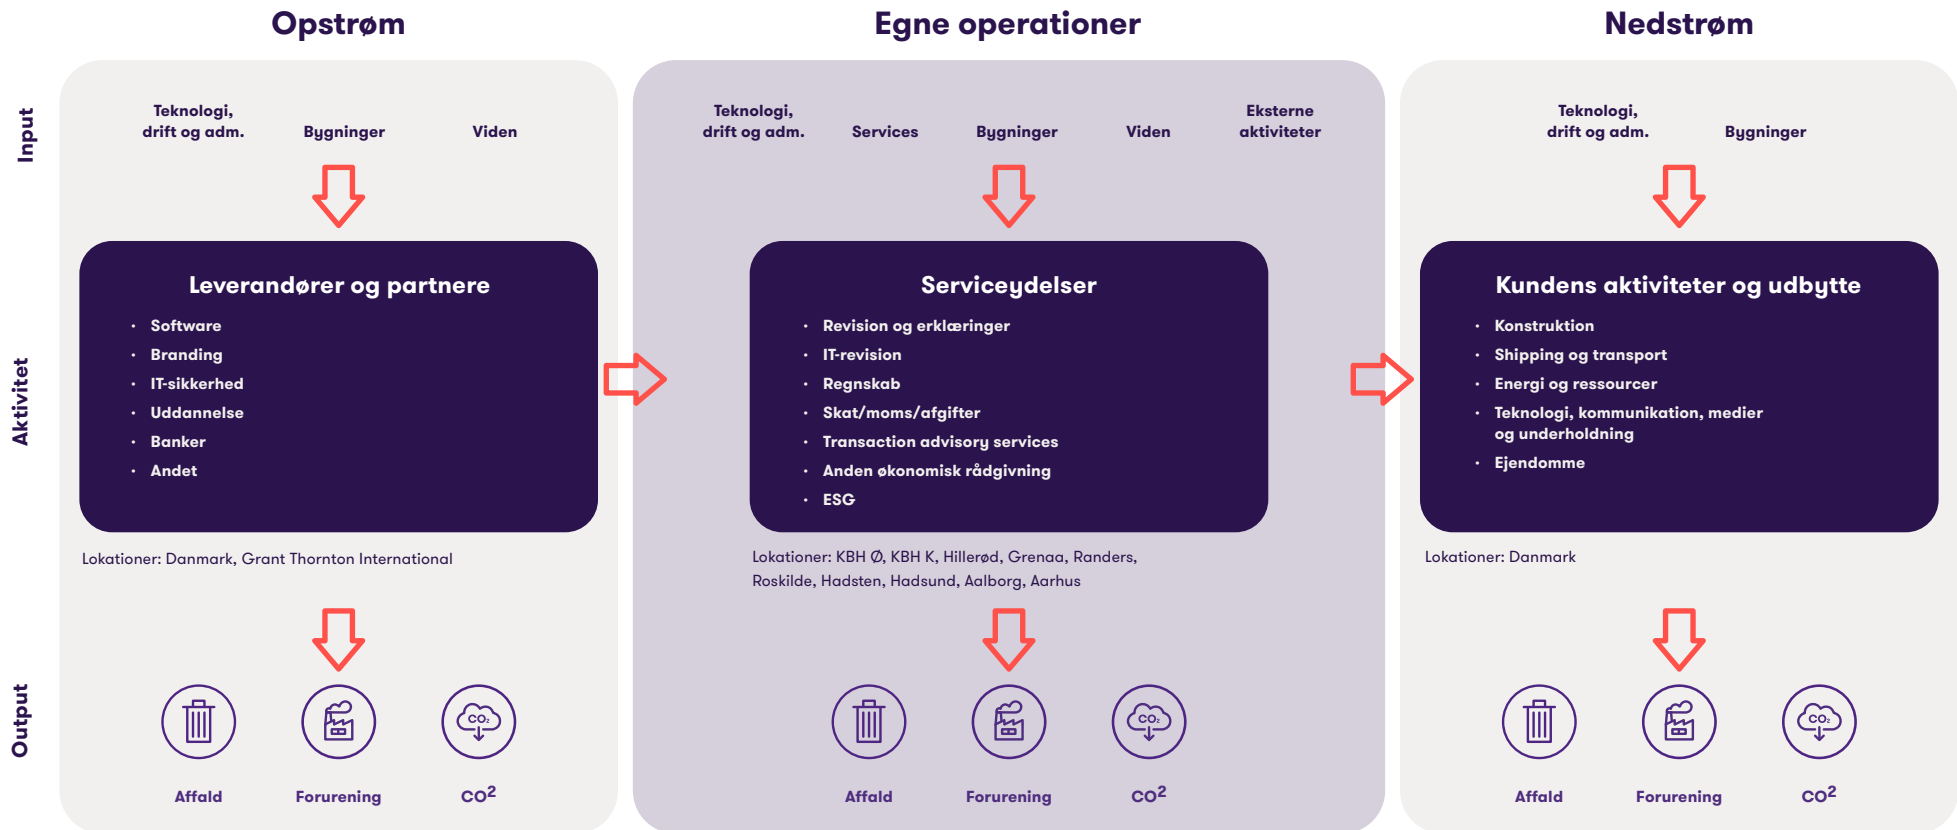 Opstrøm
Egne operationer
Nedstrøm
Input
Teknologi,
drift og adm.
Bygninger
Viden
Teknologi,
drift og adm.
Services
Bygninger
Viden
Eksterne
aktiviteter
Teknologi,
drift og adm.
Bygninger
Aktivitet
Leverandører og partnere
· Software
· Branding
· IT-sikkerhed
· Uddannelse
· Banker
· Andet
Lokationer: Danmark, Grant Thornton International
Serviceydelser
· Revision og erklæringer
· IT-revision
· Regnskab
· Skat/moms/afgifter
· Transaction advisory services
· Anden økonomisk rådgivning
· ESG
Lokationer: KBH Ø, KBH K, Hillerød, Grenaa, Randers,
Roskilde, Hadsten, Hadsund, Aalborg, Aarhus
Kundens aktiviteter og udbytte
· Konstruktion
· Shipping og transport
· Energi og ressourcer
· Teknologi, kommunikation, medier
og underholdning
· Ejendomme
Lokationer: Danmark
Output
CO₂
Affald
Forurening
CO²
CO₂
Affald
Forurening
CO²
CO₂
Affald
Forurening
CO²